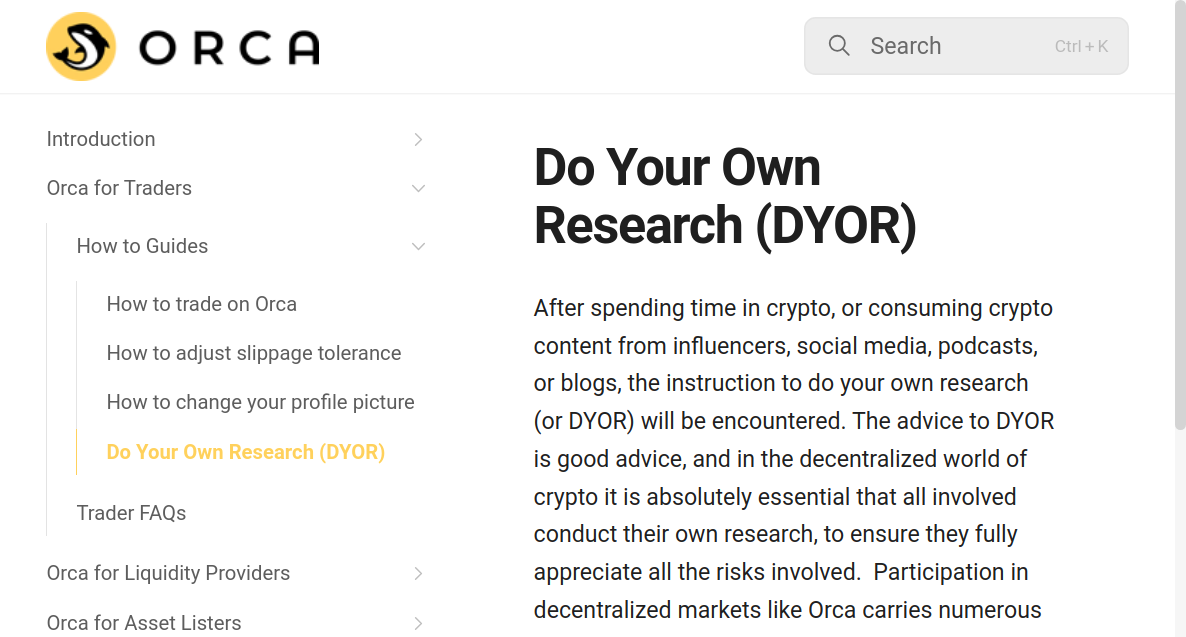 ORCA
Search
Ctrl + K
Introduction
Orca for Traders
How to Guides
How to trade on Orca
How to adjust slippage tolerance
How to change your profile picture
Do Your Own Research (DYOR)
Trader FAQs
Orca for Liquidity Providers
Orca for Asset Listers
Do Your Own
Research (DYOR)
After spending time in crypto, or consuming crypto
content from influencers, social media, podcasts,
or blogs, the instruction to do your own research
(or DYOR) will be encountered. The advice to DYOR
is good advice, and in the decentralized world of
crypto it is absolutely essential that all involved
conduct their own research, to ensure they fully
appreciate all the risks involved.  Participation in
decentralized markets like Orca carries numerous